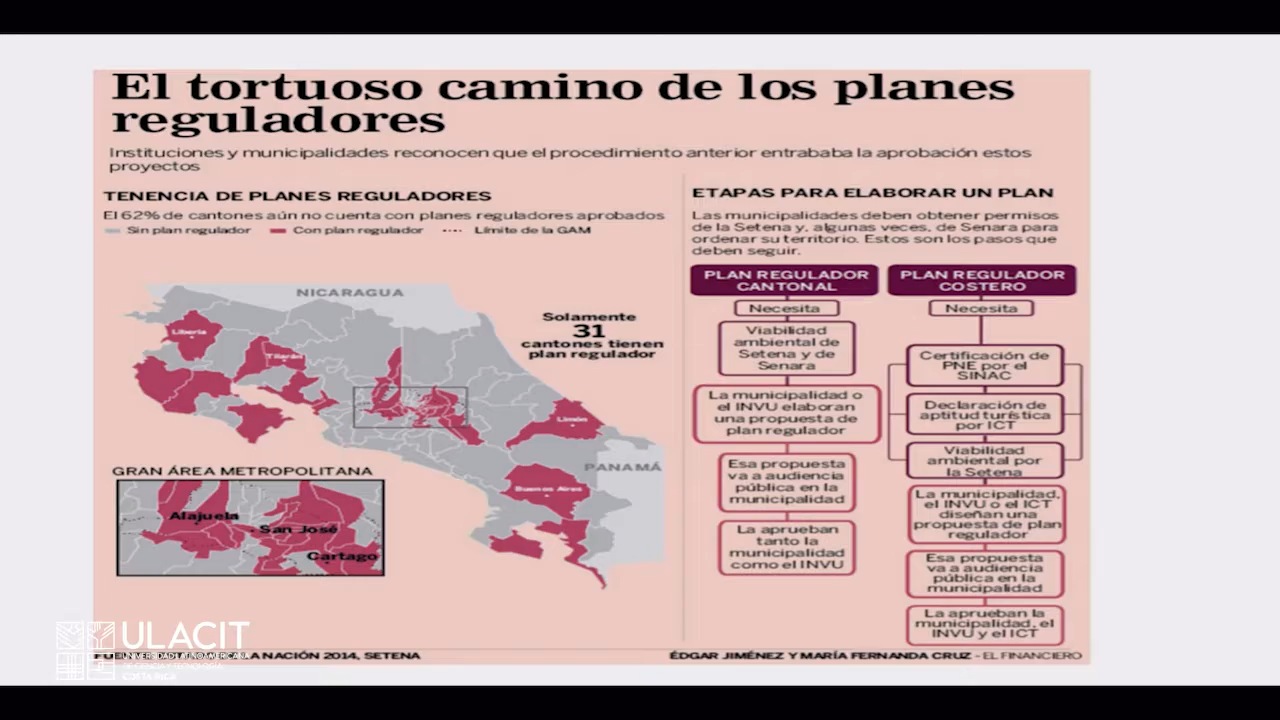 El tortuoso camino de los planes
reguladores
Instituciones y municipalidades reconocen que el procedimiento anterior entrababa la aprobación estos
proyectos
TENENCIA DE PLANES REGULADORES
El 62% de cantones aún no cuenta con planes reguladores aprobados
Sin plan regulador
Con plan regulador
Límite de la GAM
NICARAGUA
Solamente
31
cantones tienen
plan regulador
Liberia
Tilarán
Limón
PANAMÁ
Buenos Aires
GRAN ÁREA METROPOLITANA
Alajuela
San José
Cartago
ETAPAS PARA ELABORAR UN PLAN
Las municipalidades deben obtener permisos
de la Setena y, algunas veces, de Senara para
ordenar su territorio. Estos son los pasos que
deben seguir.
PLAN REGULADOR
CANTONAL
Necesita
Viabilidad
ambiental de
Setena y de
Senara
La municipalidad o
el INVU elaboran
una propuesta de
plan regulador
Esa propuesta
va a audiencia
pública en la
municipalidad
La aprueban
tanto la
municipalidad
como el INVU
PLAN REGULADOR
COSTERO
Necesita
Certificación de
PNE por el
SINAC
Declaración de
aptitud turística
por ICT
Viabilidad
ambiental por
la Setena
La municipalidad,
el INVU o el ICT
diseñan una
propuesta de plan
regulador
Esa propuesta
va a audiencia
pública en la
municipalidad
La aprueban la
municipalidad, el
INVU y el ICT
LA NACIÓN 2014, SETENA
ÉDGAR JIMÉNEZ Y MARÍA FERNANDA CRUZ - EL FINANCIERO
ULACIT
UNIVERSIDAD LATINOAMERICANA
DE CIENCIA Y TECNOLOGÍA
COSTA RICA